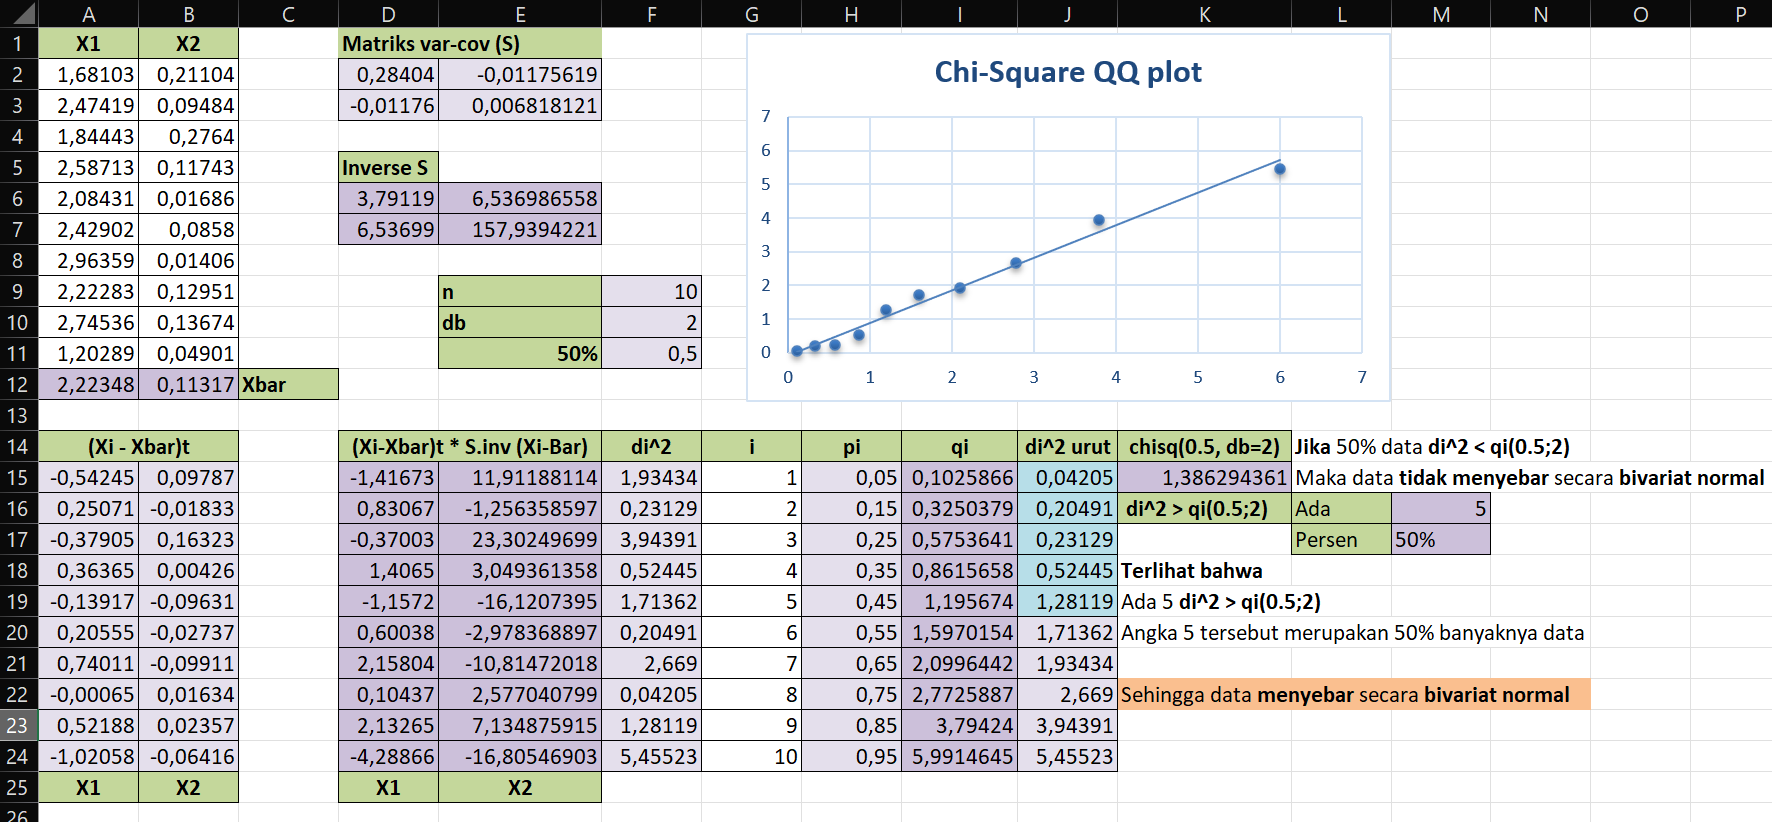 A B C D E F G H I J K L M N O P
1 X1 X2 Matriks var-cov (S)
2 1,68103 0,21104 0,28404 -0,01175619
3 2,47419 0,09484 -0,01176 0,006818121
4 1,84443 0,2764
5 2,58713 0,11743 Inverse S
6 2,08431 0,01686 3,79119 6,536986558
7 2,42902 0,0858 6,53699 157,9394221
8 2,96359 0,01406
9 2,22283 0,12951 n 10
10 2,74536 0,13674 db 2
11 1,20289 0,04901 50% 0,5
12 2,22348 0,11317 Xbar
13
Chi-Square QQ plot
7
6
5
4
3
2
1
0
0 1 2 3 4 5 6 7
14 (Xi - Xbar)t (Xi-Xbar)t * S.inv (Xi-Bar) di^2 i pi qi di^2 urut chisq(0.5, db=2) Jika 50% data di^2 < qi(0.5;2)
15 -0,54245 0,09787 -1,41673 11,91188114 1,93434 1 0,05 0,1025866 0,04205 1,386294361 Maka data tidak menyebar secara bivariat normal
16 0,25071 -0,01833 0,83067 -1,256358597 0,23129 2 0,15 0,3250379 0,20491 di^2 > qi(0.5;2) Ada 5
17 -0,37905 0,16323 -0,37003 23,30249699 3,94391 3 0,25 0,5753641 0,23129 Persen 50%
18 0,36365 0,00426 1,4065 3,049361358 0,52445 4 0,35 0,8615658 0,52445 Terlihat bahwa
19 -0,13917 -0,09631 -1,1572 -16,1207395 1,71362 5 0,45 1,195674 1,28119 Ada 5 di^2 > qi(0.5;2)
20 0,20555 -0,02737 0,60038 -2,978368897 0,20491 6 0,55 1,5970154 1,71362 Angka 5 tersebut merupakan 50% banyaknya data
21 0,74011 -0,09911 2,15804 -10,81472018 2,669 7 0,65 2,0996442 1,93434
22 -0,00065 0,01634 0,10437 2,577040799 0,04205 8 0,75 2,7725887 2,669 Sehingga data menyebar secara bivariat normal
23 0,52188 0,02357 2,13265 7,134875915 1,28119 9 0,85 3,79424 3,94391
24 -1,02058 -0,06416 -4,28866 -16,80546903 5,45523 10 0,95 5,9914645 5,45523
25 X1 X2 X1 X2
26